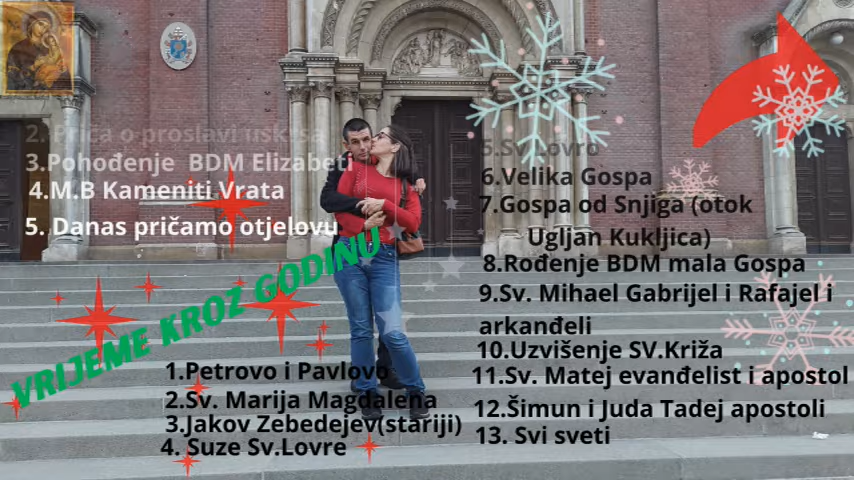 2. Priča o proslavi uskrsa
3.Pohođenje BDM Elizabeti
4.M.B Kameniti Vrata
5. Danas pričamo otjelovu
VRIJEME KROZ GODINU
1.Petrovo i Pavlovo
2.Sv. Marija Magdalena
3.Jakov Zebedejev(stariji)
4. Suze Sv.Lovre
5.Sv Lovro
6.Velika Gospa
7.Gospa od Snjiga (otok
Ugljan Kukljica)
8.Rođenje BDM mala Gospa
9.Sv. Mihael Gabrijel i Rafajel i
arkanđeli
10.Uzvišenje SV.Križa
11.Sv. Matej evanđelist i apostol
12.Šimun i Juda Tadej apostoli
13. Svi sveti